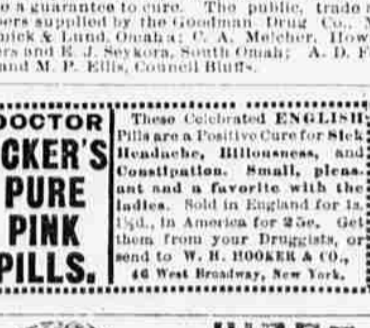 e a guarantee to cure. The public, trade
ers supplied by the Goodman Drug Co.,
nick & Lund, Omaha; C. A. Melcher, How
ers and E. J. Seykora, South Omah; A. D. F
and M. P. Ellis, Council Bluffs.
DOCTOR
CKER'S
PURE
PINK
PILLS.
These Celebrated ENGLISH
Pills are a Positive Cure for Sick
Headache, Biliousness, and
Constipation. Small, pleas-
ant and a favorite with the
ladies. Sold in England for 1s.
1½d., in America for 25c. Get
them from your Druggists, or
send to W. H. HOOKER & CO.,
46 West Broadway, New York.